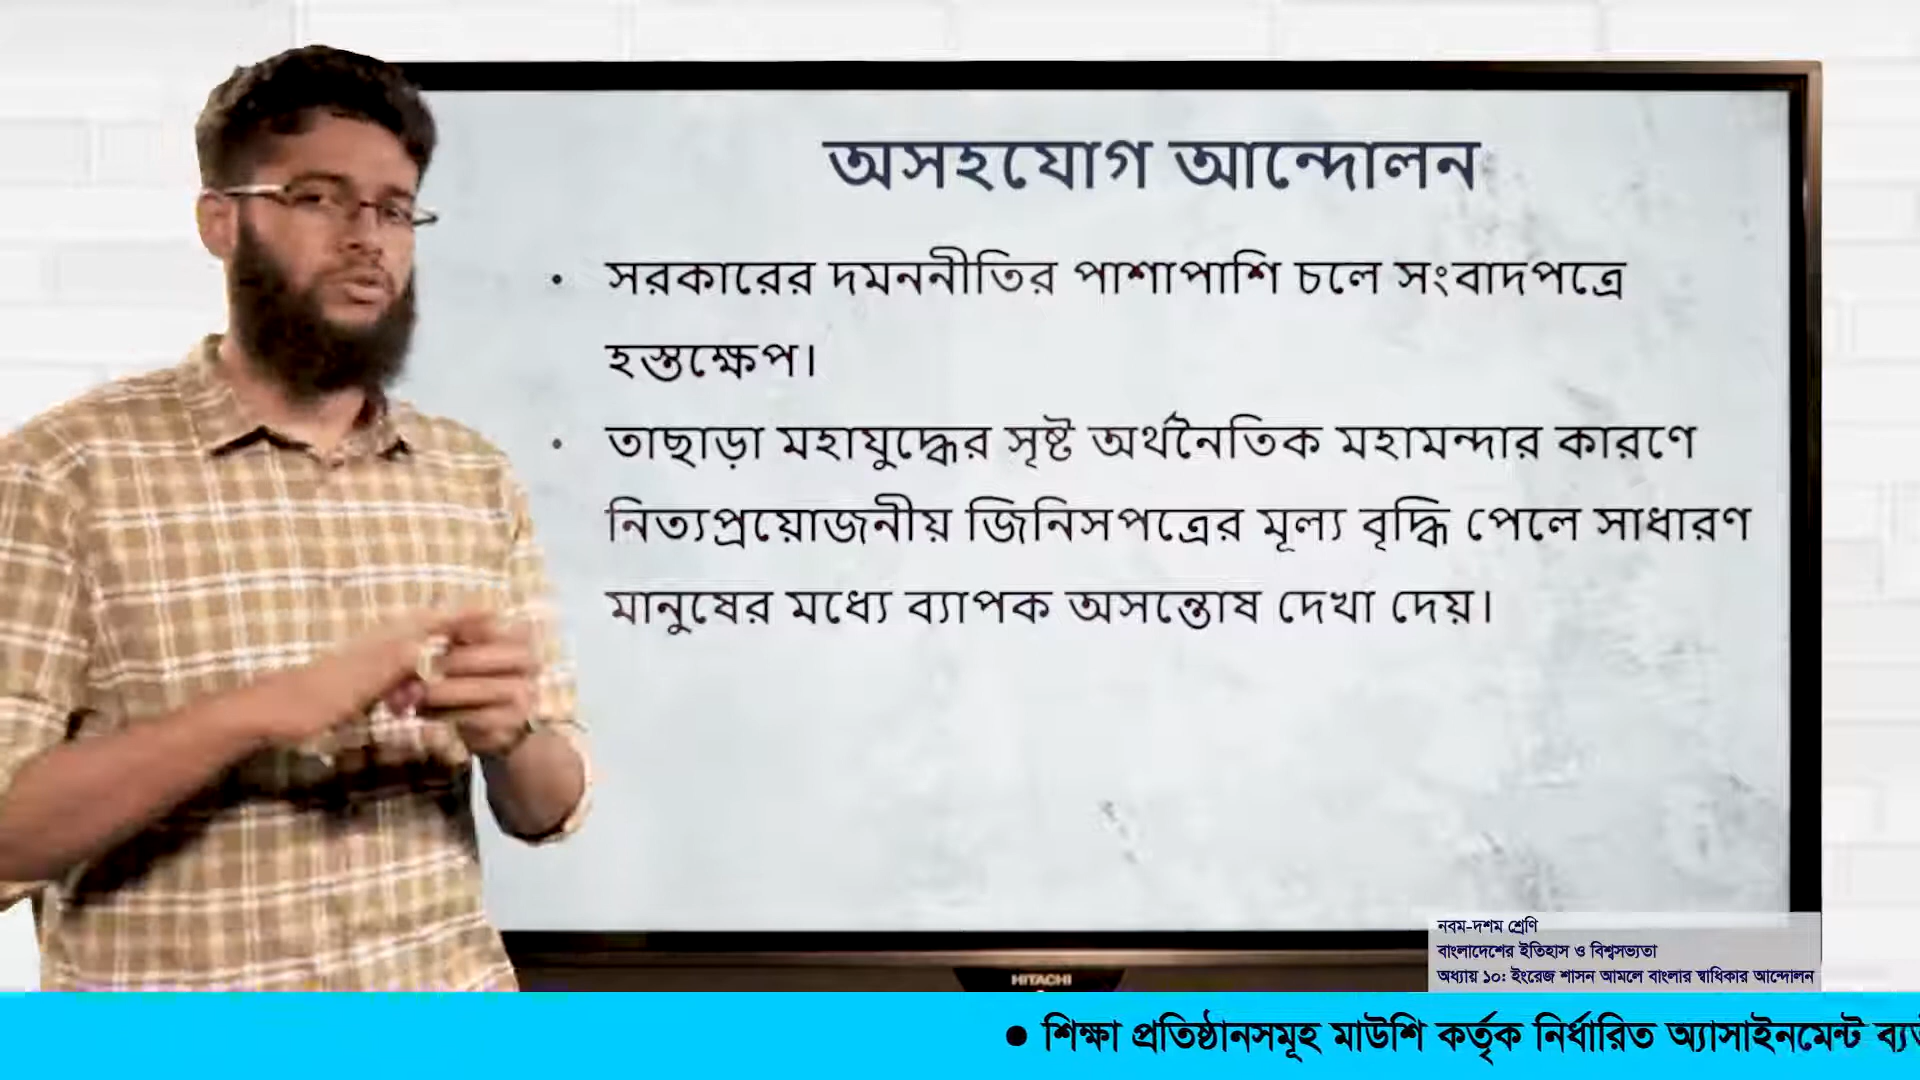 অসহযোগ আন্দোলন
• সরকারের দমননীতির পাশাপাশি চলে সংবাদপত্রে
হস্তক্ষেপ।
• তাছাড়া মহাযুদ্ধের সৃষ্ট অর্থনৈতিক মহামন্দার কারণে
নিত্যপ্রয়োজনীয় জিনিসপত্রের মূল্য বৃদ্ধি পেলে সাধারণ
মানুষের মধ্যে ব্যাপক অসন্তোষ দেখা দেয়।
নবম-দশম শ্রেণি
বাংলাদেশের ইতিহাস ও বিশ্বসভ্যতা
অধ্যায় ১০: ইংরেজ শাসন আমলে বাংলার স্বাধিকার আন্দোলন
HITACHI
● শিক্ষা প্রতিষ্ঠানসমূহ মাউশি কর্তৃক নির্ধারিত অ্যাসাইনমেন্ট